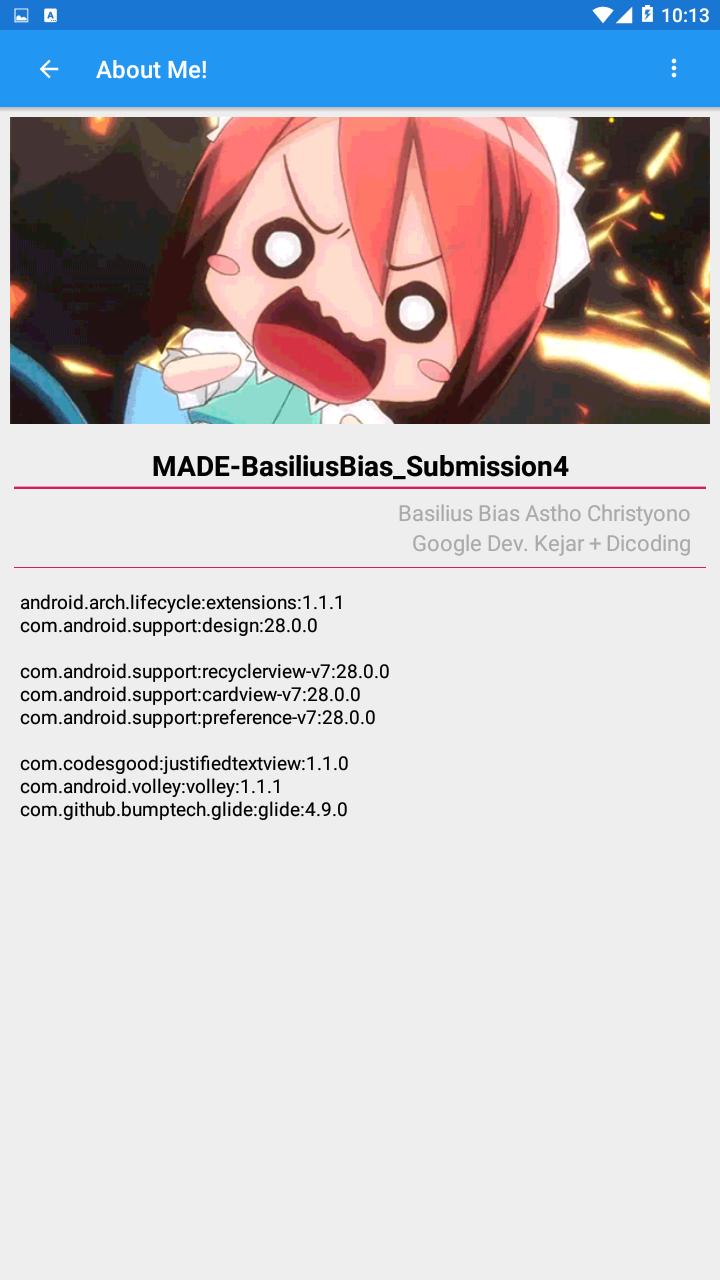 10:13
About Me!
MADE-BasiliusBias_Submission4
Basilius Bias Astho Christyono
Google Dev. Kejar + Dicoding
android.arch.lifecycle:extensions:1.1.1
com.android.support:design:28.0.0
com.android.support:recyclerview-v7:28.0.0
com.android.support:cardview-v7:28.0.0
com.android.support:preference-v7:28.0.0
com.codesgood:justifiedtextview:1.1.0
com.android.volley:volley:1.1.1
com.github.bumptech.glide:glide:4.9.0